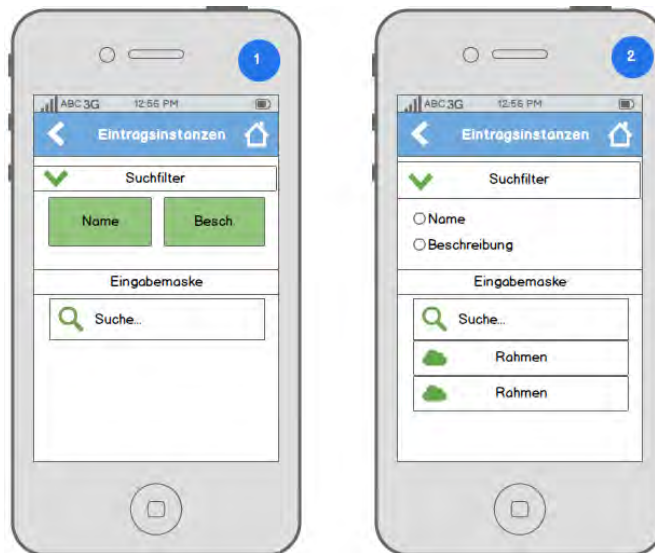 1
ABC 3G 12:56 PM
Eintragsinstanzen
Suchfilter
Name Besch.
Eingabemaske
Suche...
2
ABC 3G 12:56 PM
Eintragsinstanzen
Suchfilter
Name
Beschreibung
Eingabemaske
Suche...
Rahmen
Rahmen